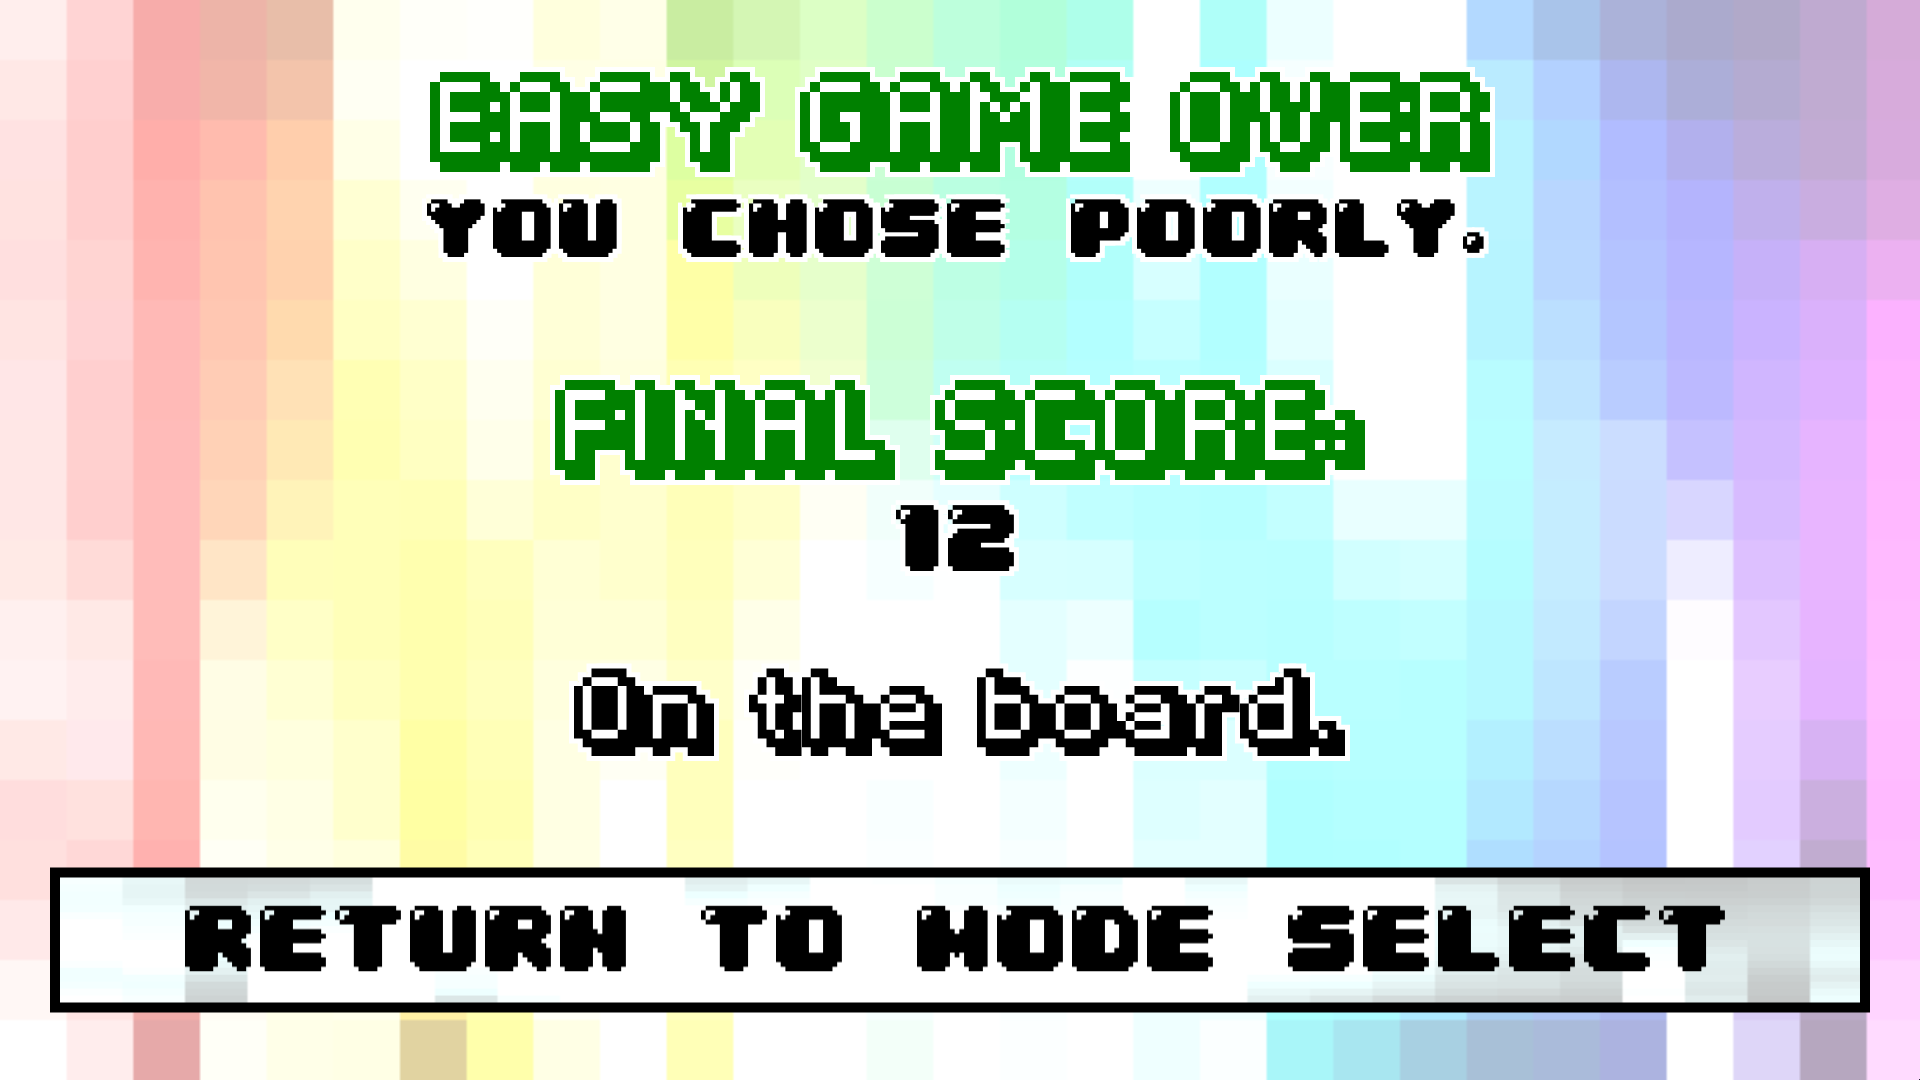 EASY GAME OVER
YOU CHOSE POORLY.
FINAL SCORE:
12
On the board.
RETURN TO MODE SELECT